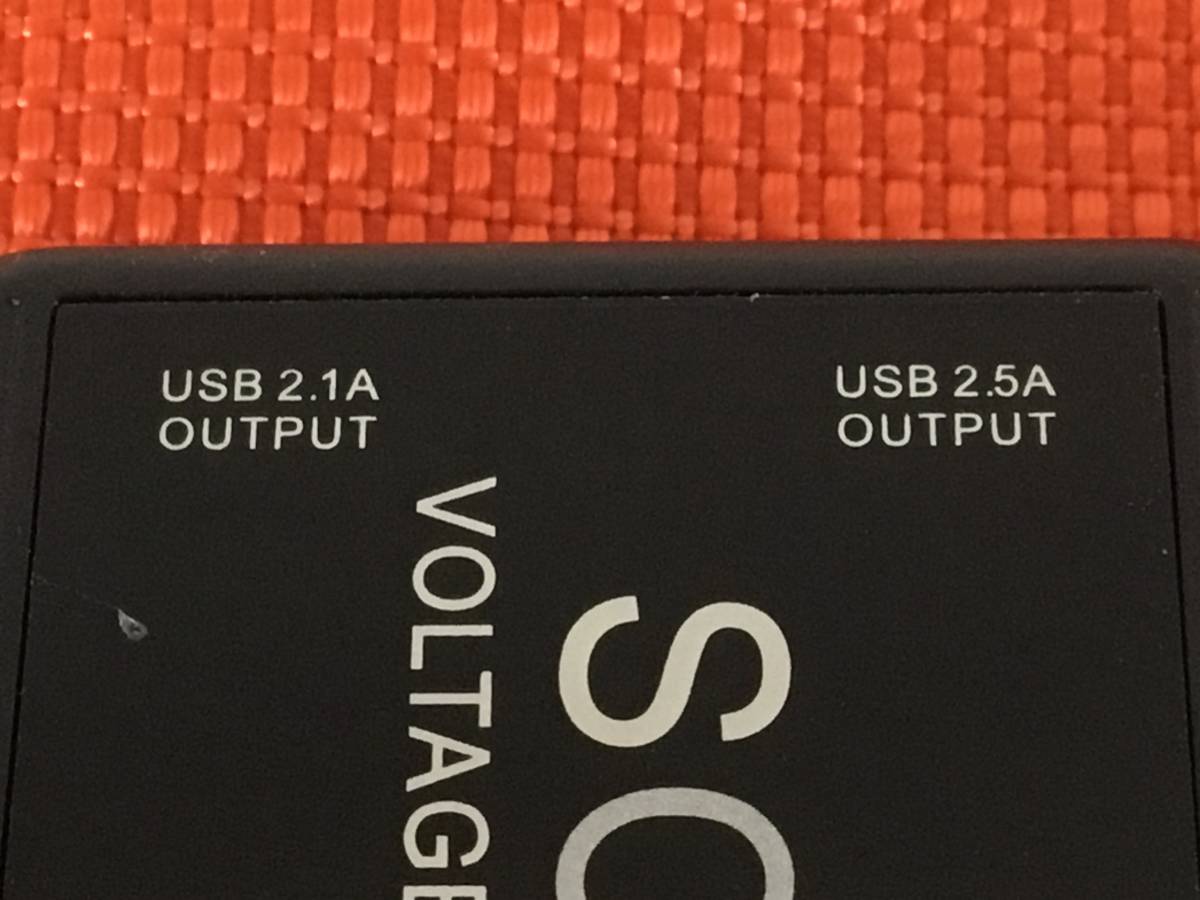 USB 2.1A
OUTPUT
USB 2.5A
OUTPUT
VOLTAGE